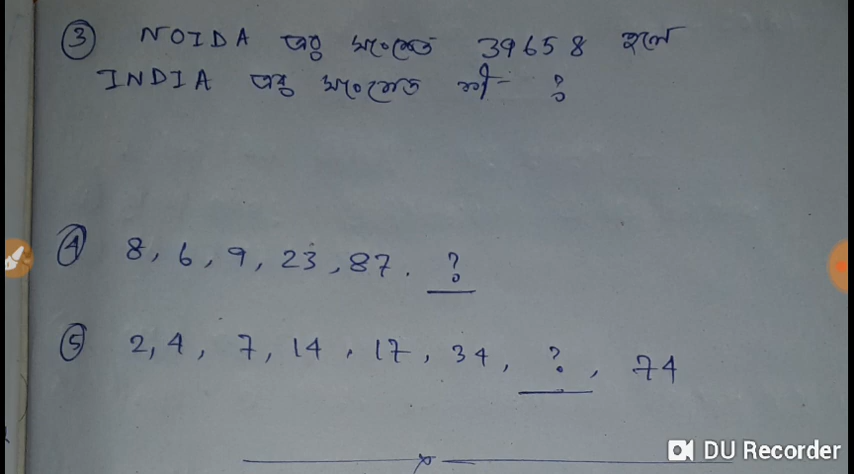 ③ NOIDA এর সংকেত 39658 হলে
INDIA এর সংকেত কী- ?
④ 8, 6, 9, 23, 87. ?
⑤ 2, 4, 7, 14, 17, 34, ?, 74
DU Recorder